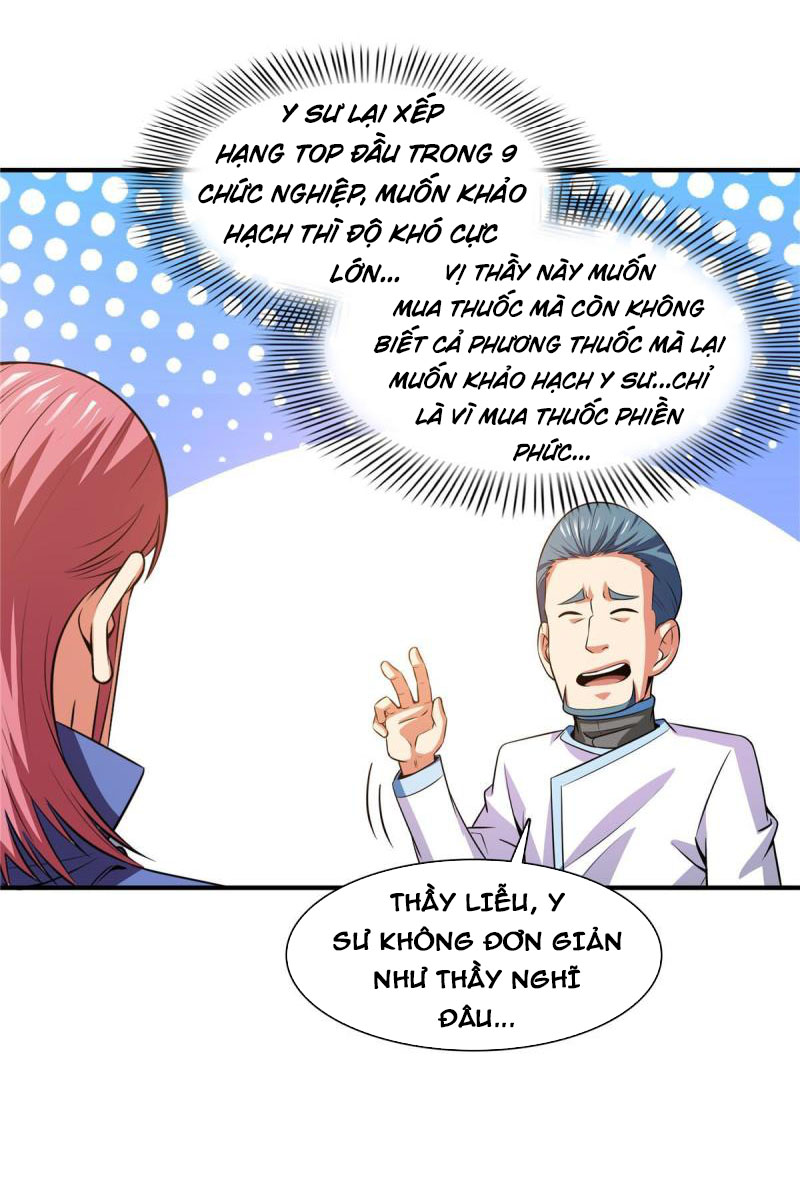 Y SƯ LẠI XẾP
HẠNG TOP ĐẦU TRONG 9
CHỨC NGHIỆP, MUỐN KHẢO
HẠCH THÌ ĐỘ KHÓ CỰC
LỚN...
VỊ THẦY NÀY MUỐN
MUA THUỐC MÀ CÒN KHÔNG
BIẾT CẢ PHƯƠNG THUỐC MÀ LẠI
MUỐN KHẢO HẠCH Y SƯ...CHỈ
LÀ VÌ MUA THUỐC PHIỀN
PHỨC...
THẦY LIỄU, Y
SƯ KHÔNG ĐƠN GIẢN
NHƯ THẦY NGHĨ
ĐÂU...